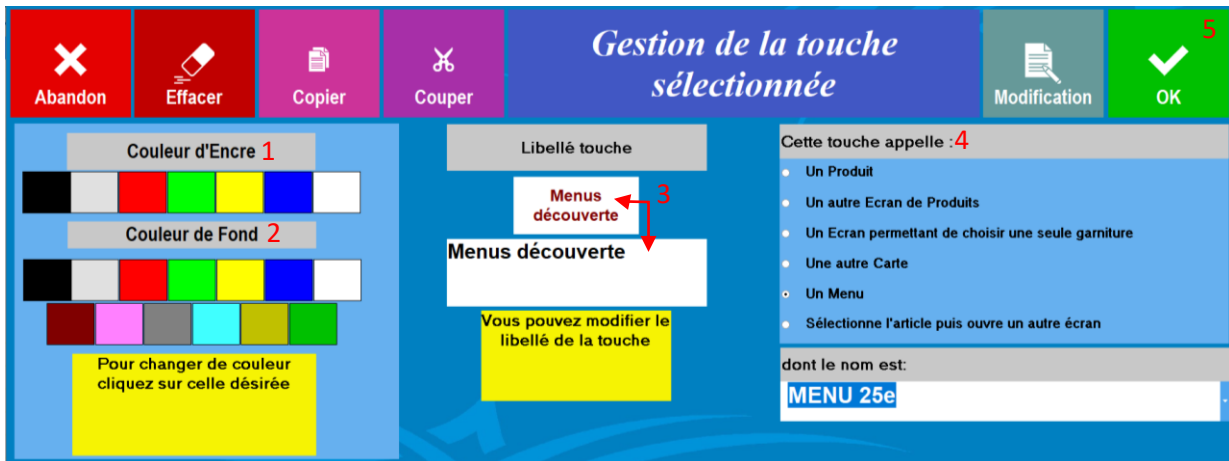 Abandon
Effacer
Copier
Couper
Gestion de la touche
sélectionnée
Modification
5
OK
Couleur d'Encre 1
Couleur de Fond 2
Pour changer de couleur
cliquez sur celle désirée
Libellé touche
Menus
découverte
3
Menus découverte
Vous pouvez modifier le
libellé de la touche
Cette touche appelle :4
Un Produit
Un autre Ecran de Produits
Un Ecran permettant de choisir une seule garniture
Une autre Carte
Un Menu
Sélectionne l'article puis ouvre un autre écran
dont le nom est:
MENU 25e